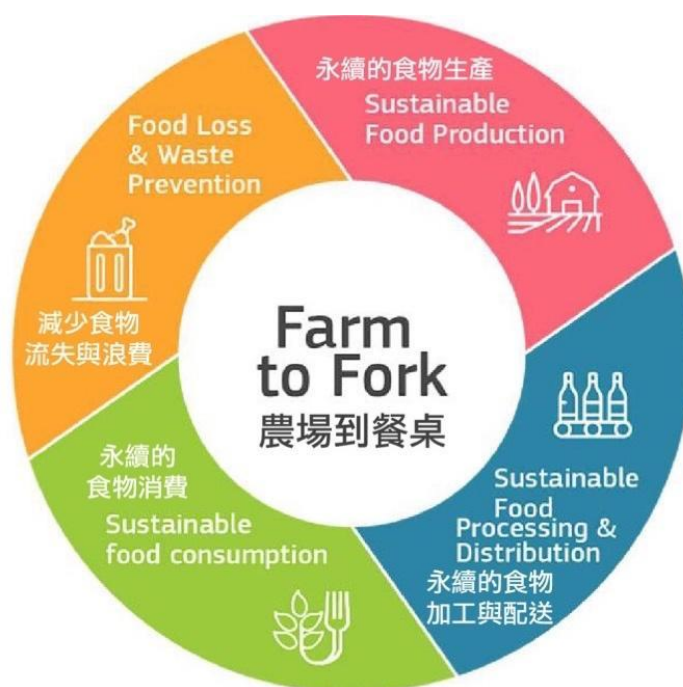 永續的食物生產
Sustainable
Food Production
Food Loss
& Waste
Prevention
減少食物
流失與浪費
Farm
to Fork
農場到餐桌
Sustainable
Food
Processing &
Distribution
永續的食物
加工與配送
永續的
食物消費
Sustainable
food consumption